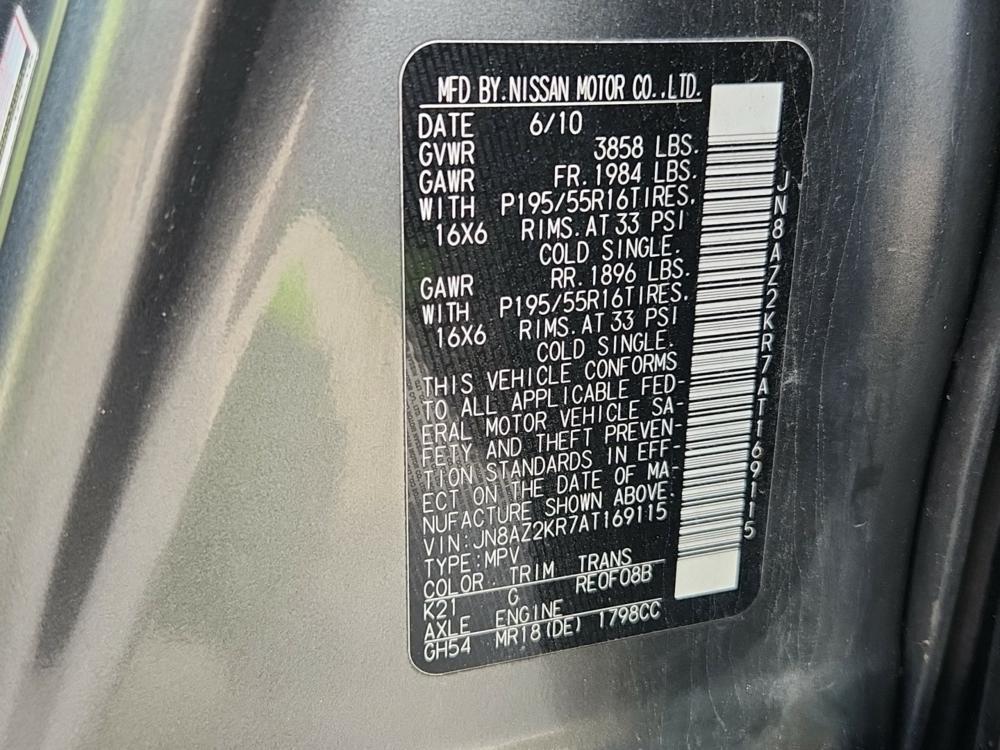 MFD BY.NISSAN MOTOR CO.,LTD.
DATE 6/10
GVWR 3858 LBS.
GAWR FR. 1984 LBS.
WITH P195/55R16TIRES,
16X6 RIMS. AT 33 PSI
COLD SINGLE.
GAWR RR. 1896 LBS.
WITH P195/55R16TIRES.
16X6 RIMS. AT 33 PSI
COLD SINGLE.
THIS VEHICLE CONFORMS
TO ALL APPLICABLE FED-
ERAL MOTOR VEHICLE SA-
FETY AND THEFT PREVEN-
TION STANDARDS IN EFF-
ECT ON THE DATE OF MA-
NUFACTURE SHOWN ABOVE.
VIN:JN8AZ2KR7AT169115
TYPE:MPV
COLOR TRIM TRANS
K21 G RE0F08B
AXLE ENGINE
GH54 MR18(DE) 1798CC
JN8AZ2KR7AT169115